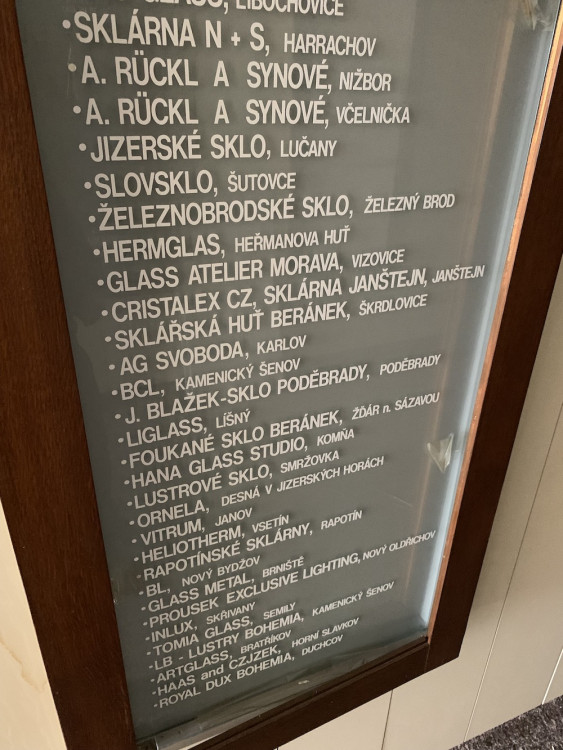 LIBOCHOVICE
•SKLÁRNA N + S, HARRACHOV
•A. RÜCKL A SYNOVÉ, NIŽBOR
•A. RÜCKL A SYNOVÉ, VČELNIČKA
•JIZERSKÉ SKLO, LUČANY
•SLOVSKLO, ŠUTOVCE
•ŽELEZNOBRODSKÉ SKLO, ŽELEZNÝ BROD
•HERMGLAS, HEŘMANOVA HUŤ
•GLASS ATELIER MORAVA, VIZOVICE
•CRISTALEX CZ, SKLÁRNA JANŠTEJN, JANŠTEJN
•SKLÁŘSKÁ HUŤ BERÁNEK, ŠKRDLOVICE
•AG SVOBODA, KARLOV
•BCL, KAMENICKÝ ŠENOV
•J. BLAŽEK-SKLO PODĚBRADY, PODĚBRADY
•LIGLASS, LÍŠNÝ
•FOUKANÉ SKLO BERÁNEK, ŽĎÁR n. SÁZAVOU
•HANA GLASS STUDIO, KOMŇA
•LUSTROVÉ SKLO, SMRŽOVKA
•ORNELA, DESNÁ V JIZERSKÝCH HORÁCH
•VITRUM, JANOV
•HELIOTHERM, VSETÍN
•RAPOTÍNSKÉ SKLÁRNY, RAPOTÍN
•BL, NOVÝ BYDŽOV
•GLASS METAL, BRNIŠTĚ
•PROUSEK EXCLUSIVE LIGHTING, NOVÝ OLDŘICHOV
•INLUX, SKŘIVANY
•TOMIA GLASS, SEMILY
•LB - LUSTRY BOHEMIA, KAMENICKÝ ŠENOV
•ARTGLASS, BRATŘÍKOV
•HAAS and CZJZEK, HORNÍ SLAVKOV
•ROYAL DUX BOHEMIA, DUCHCOV